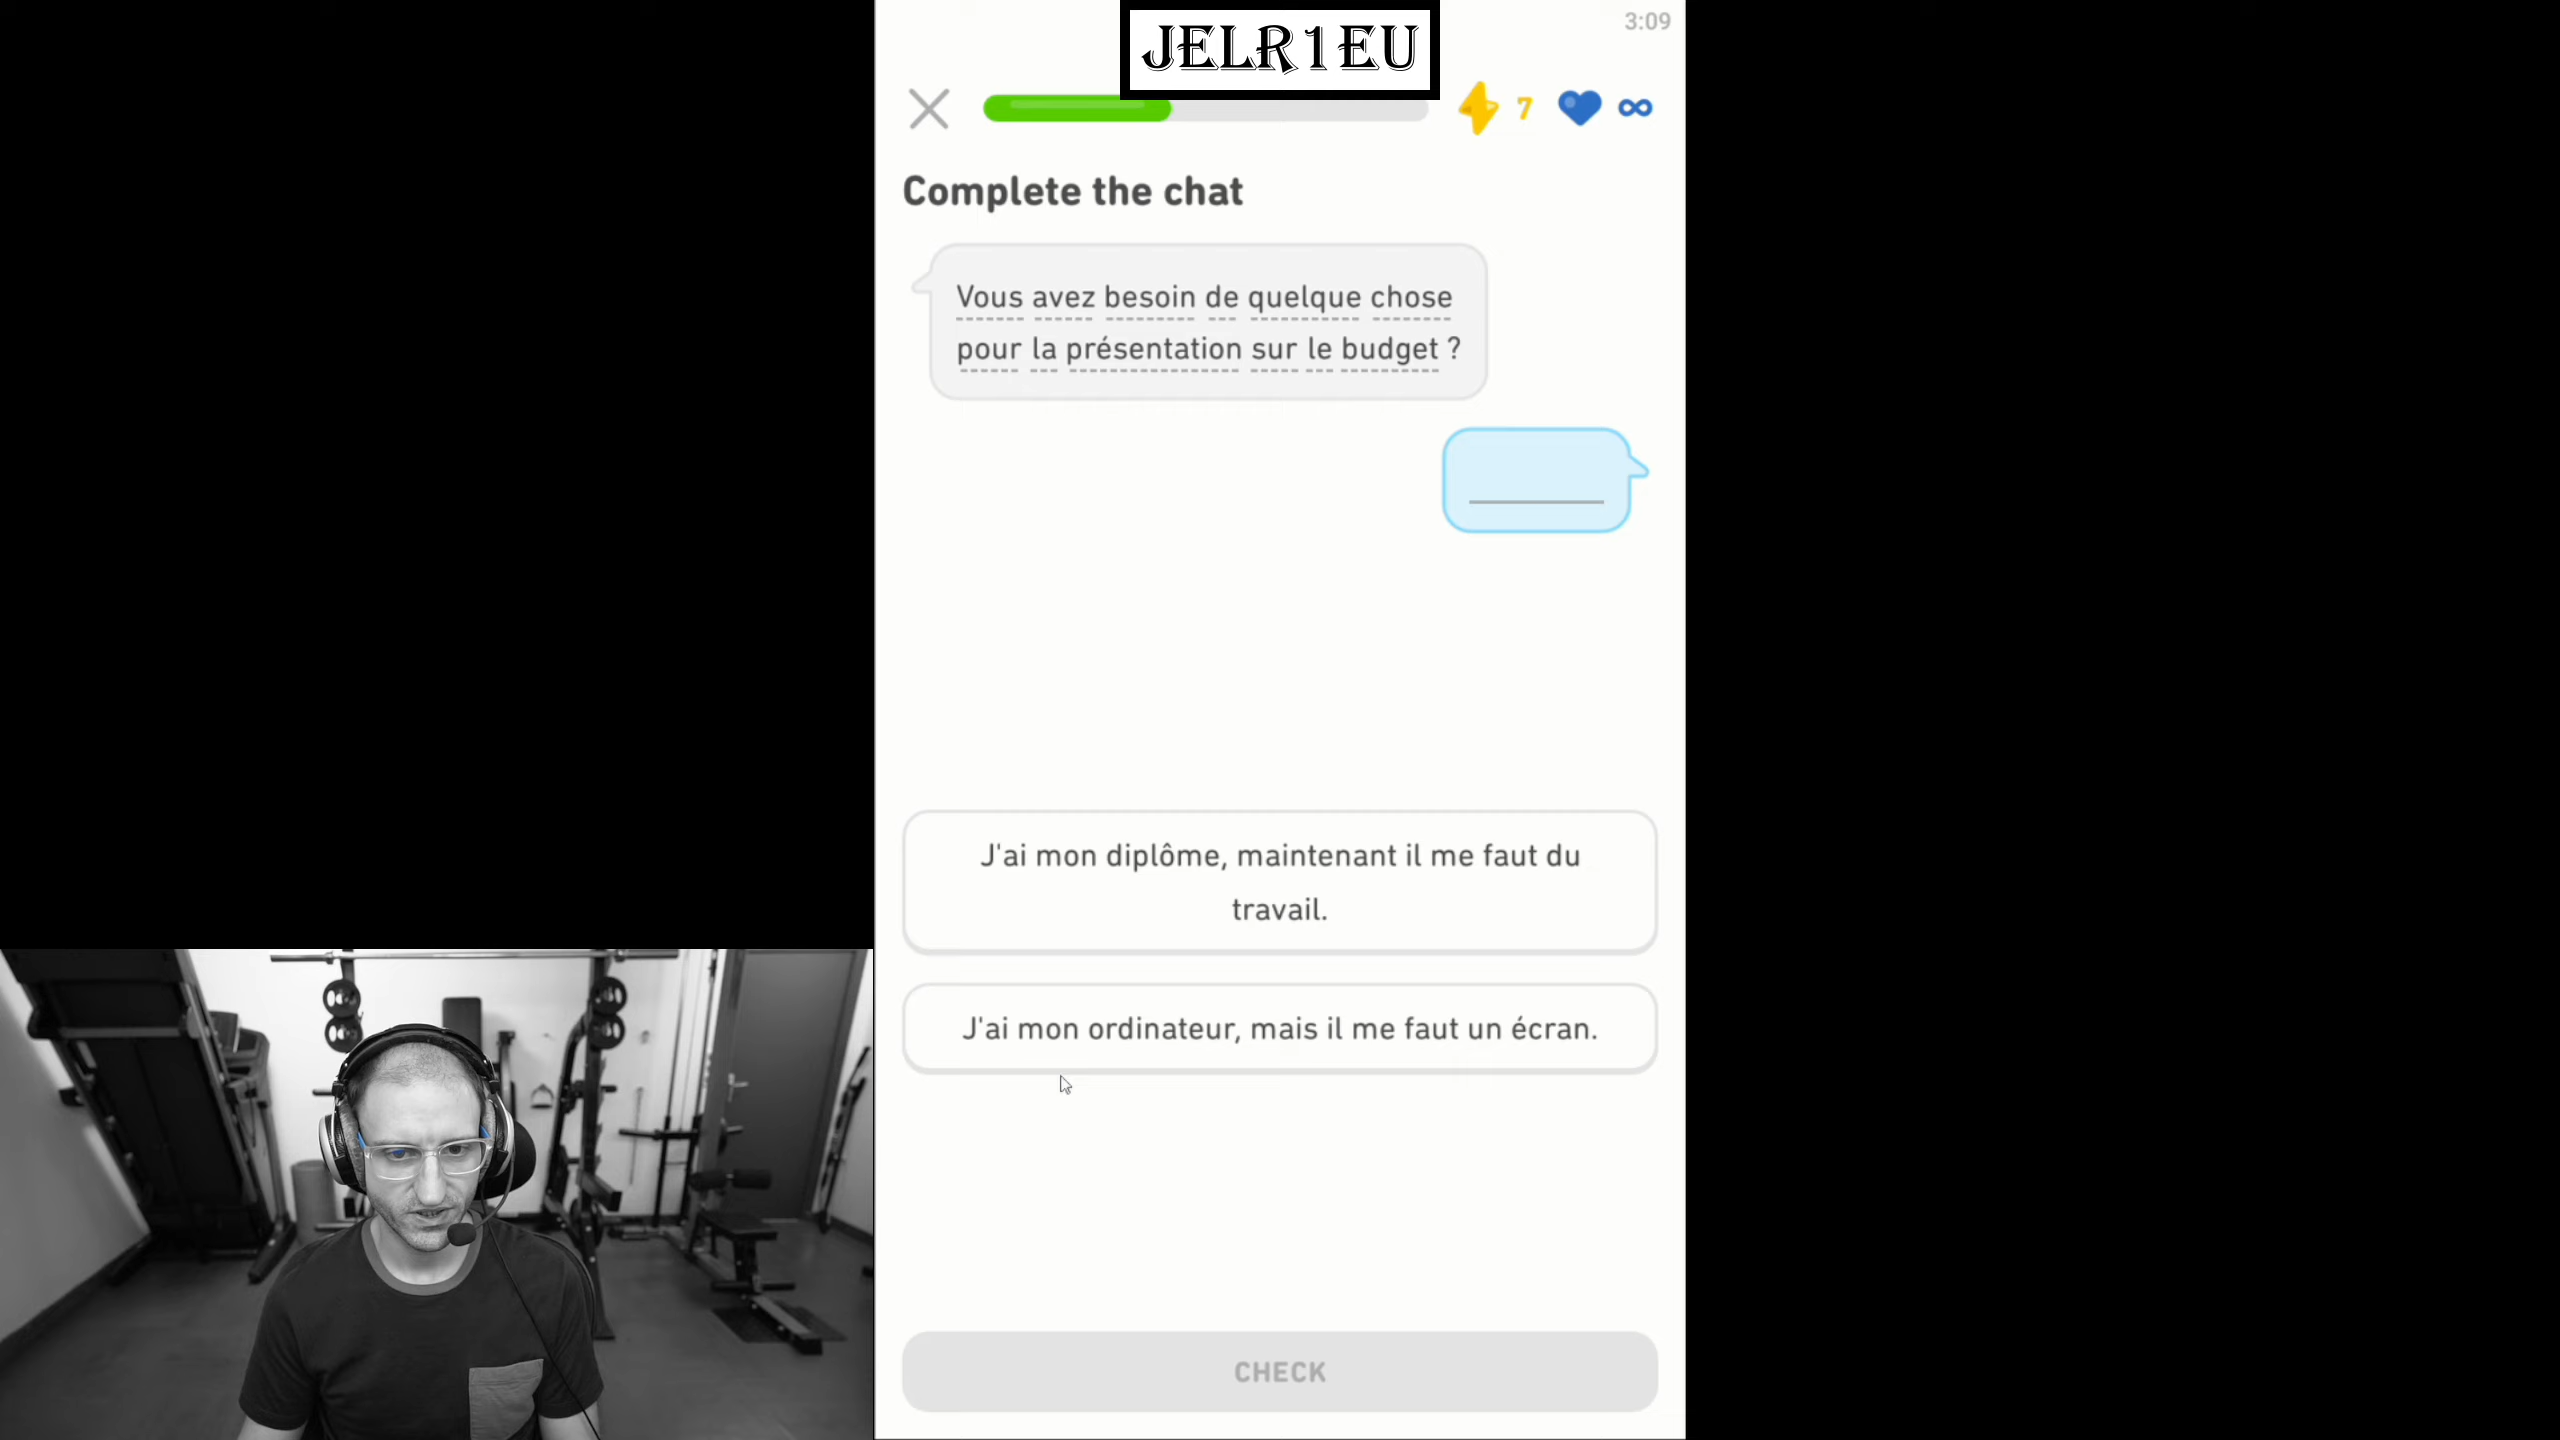 JELR1EU
3:09
7
Complete the chat
Vous avez besoin de quelque chose
pour la présentation sur le budget ?
J'ai mon diplôme, maintenant il me faut du
travail.
J'ai mon ordinateur, mais il me faut un écran.
CHECK